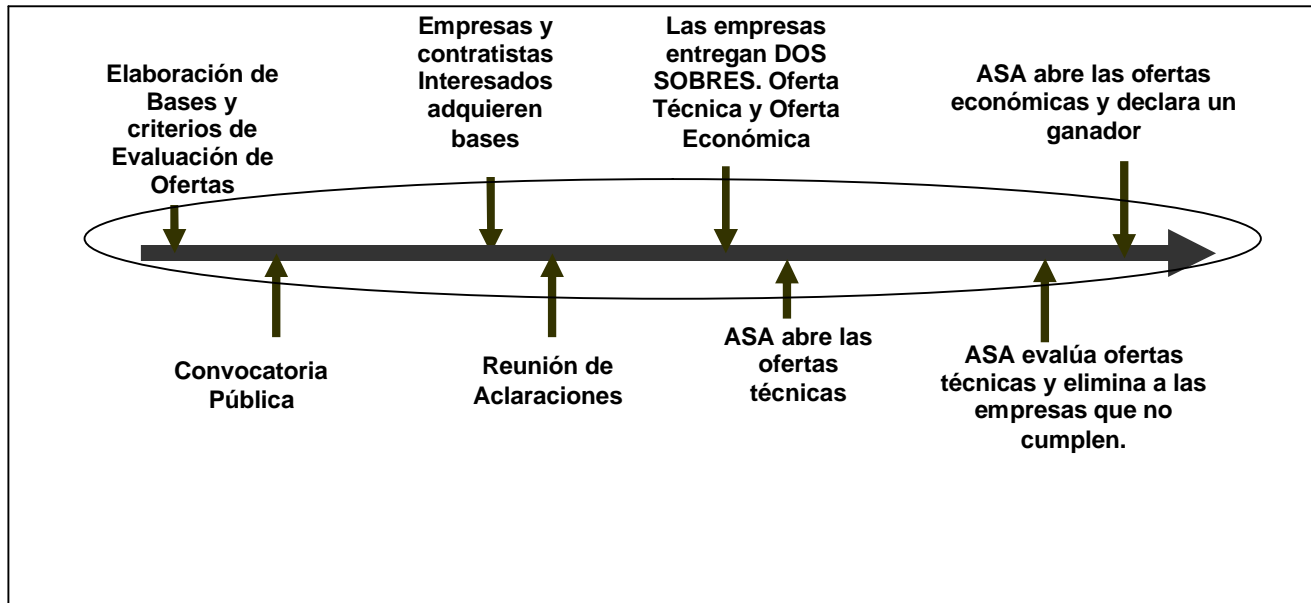 Elaboración de
Bases y
criterios de
Evaluación de
Ofertas
Convocatoria
Pública
Empresas y
contratistas
Interesados
adquieren
bases
Reunión de
Aclaraciones
Las empresas
entregan DOS
SOBRES. Oferta
Técnica y Oferta
Económica
ASA abre las
ofertas
técnicas
ASA evalúa ofertas
técnicas y elimina a las
empresas que no
cumplen.
ASA abre las ofertas
económicas y declara un
ganador